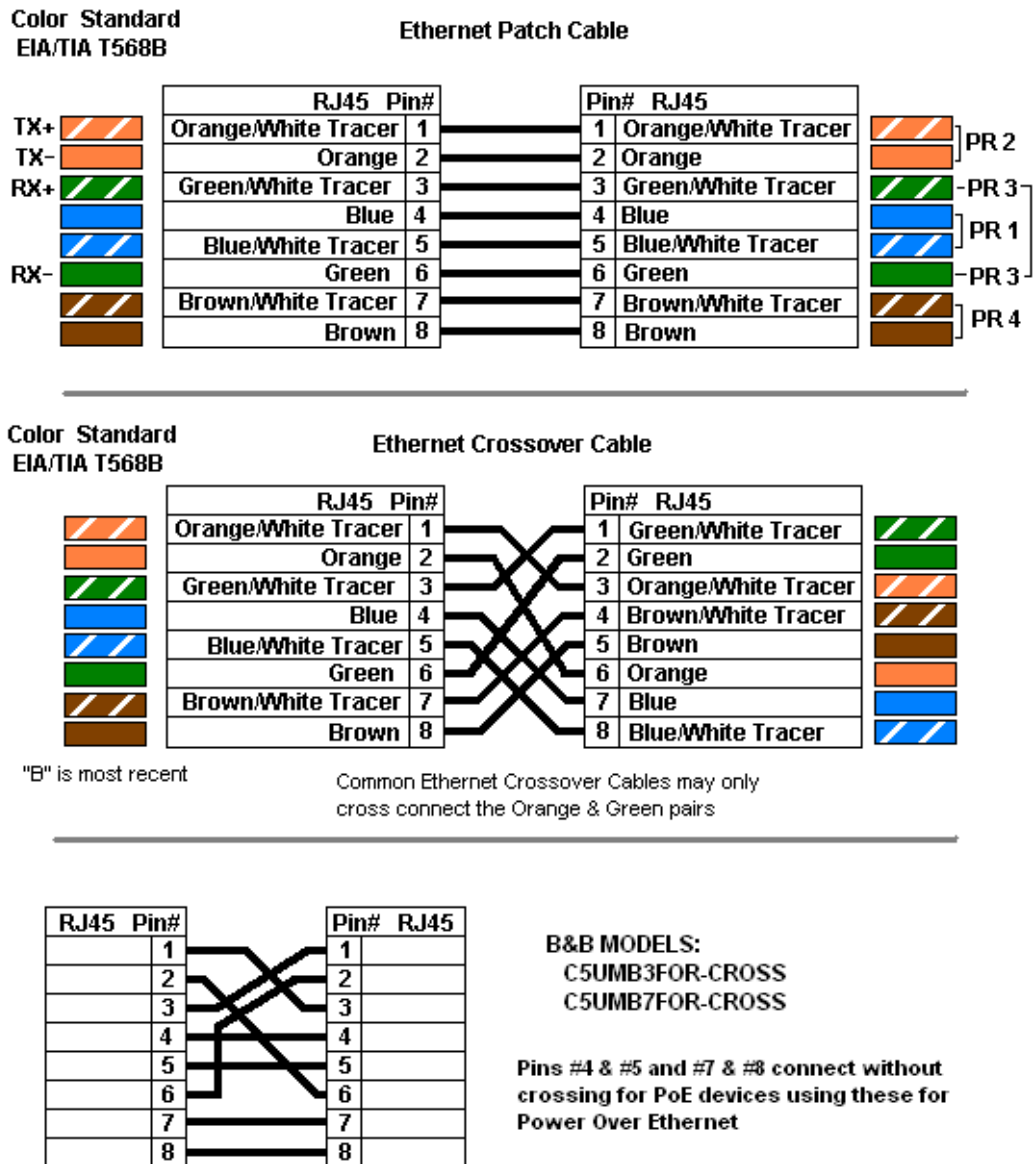 Color Standard
EIA/TIA T568B
Ethernet Patch Cable
RJ45 Pin# Pin# RJ45
TX+ Orange/White Tracer 1 1 Orange/White Tracer
PR 2
TX- Orange 2 2 Orange
RX+ Green/White Tracer 3 3 Green/White Tracer PR 3
Blue 4 4 Blue
PR 1
Blue/White Tracer 5 5 Blue/White Tracer
RX- Green 6 6 Green PR 3
Brown/White Tracer 7 7 Brown/White Tracer
PR 4
Brown 8 8 Brown
Color Standard
EIA/TIA T568B
Ethernet Crossover Cable
RJ45 Pin# Pin# RJ45
Orange/White Tracer 1 1 Green/White Tracer
Orange 2 2 Green
Green/White Tracer 3 3 Orange/White Tracer
Blue 4 4 Brown/White Tracer
Blue/White Tracer 5 5 Brown
Green 6 6 Orange
Brown/White Tracer 7 7 Blue
Brown 8 8 Blue/White Tracer
"B" is most recent
Common Ethernet Crossover Cables may only
cross connect the Orange & Green pairs
RJ45 Pin# Pin# RJ45
1 1
2 2
3 3
4 4
5 5
6 6
7 7
8 8
B&B MODELS:
C5UMB3FOR-CROSS
C5UMB7FOR-CROSS
Pins #4 & #5 and #7 & #8 connect without
crossing for PoE devices using these for
Power Over Ethernet